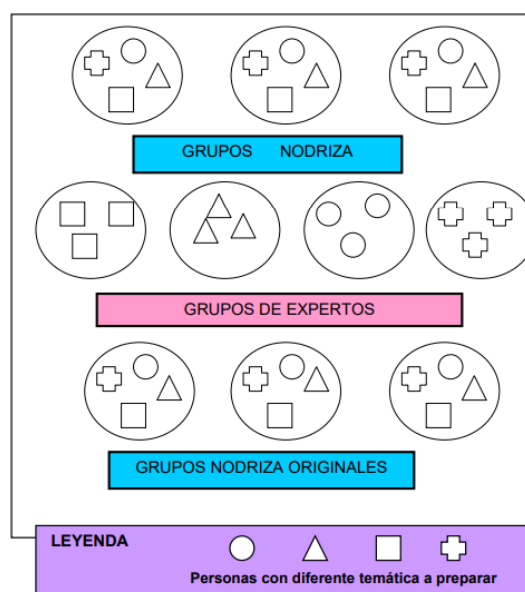 GRUPOS NODRIZA
GRUPOS DE EXPERTOS
GRUPOS NODRIZA ORIGINALES
LEYENDA
Personas con diferente temática a preparar